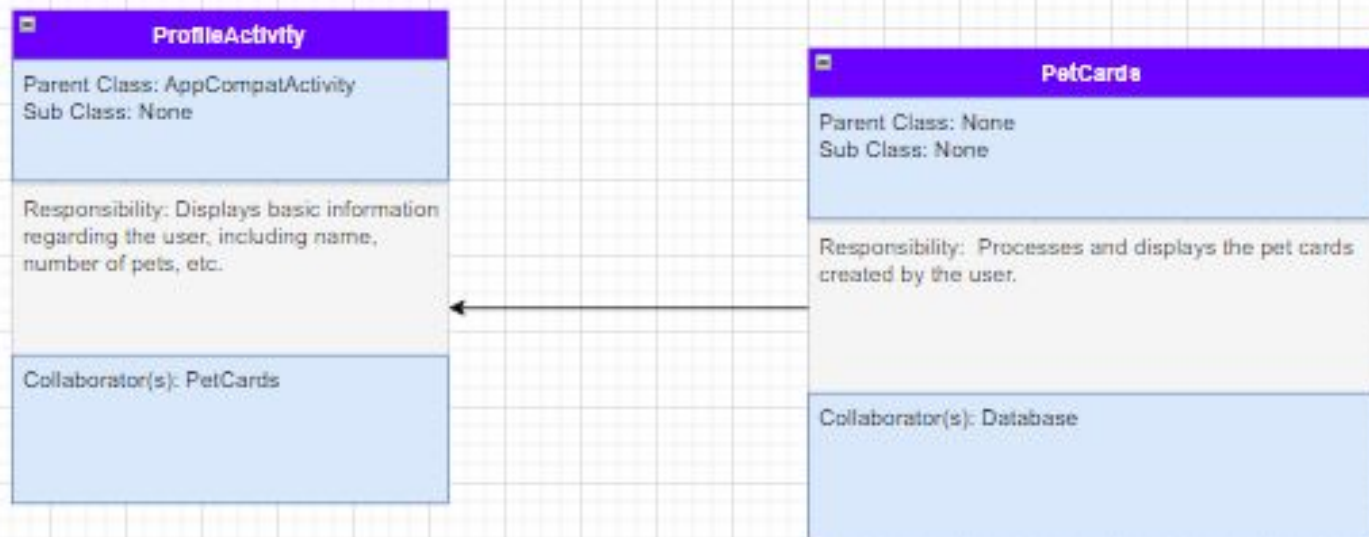 ProfileActivity
Parent Class: AppCompatActivity
Sub Class: None
Responsibility: Displays basic information
regarding the user, including name,
number of pets, etc.
Collaborator(s): PetCards
PetCards
Parent Class: None
Sub Class: None
Responsibility:  Processes and displays the pet cards
created by the user.
Collaborator(s): Database